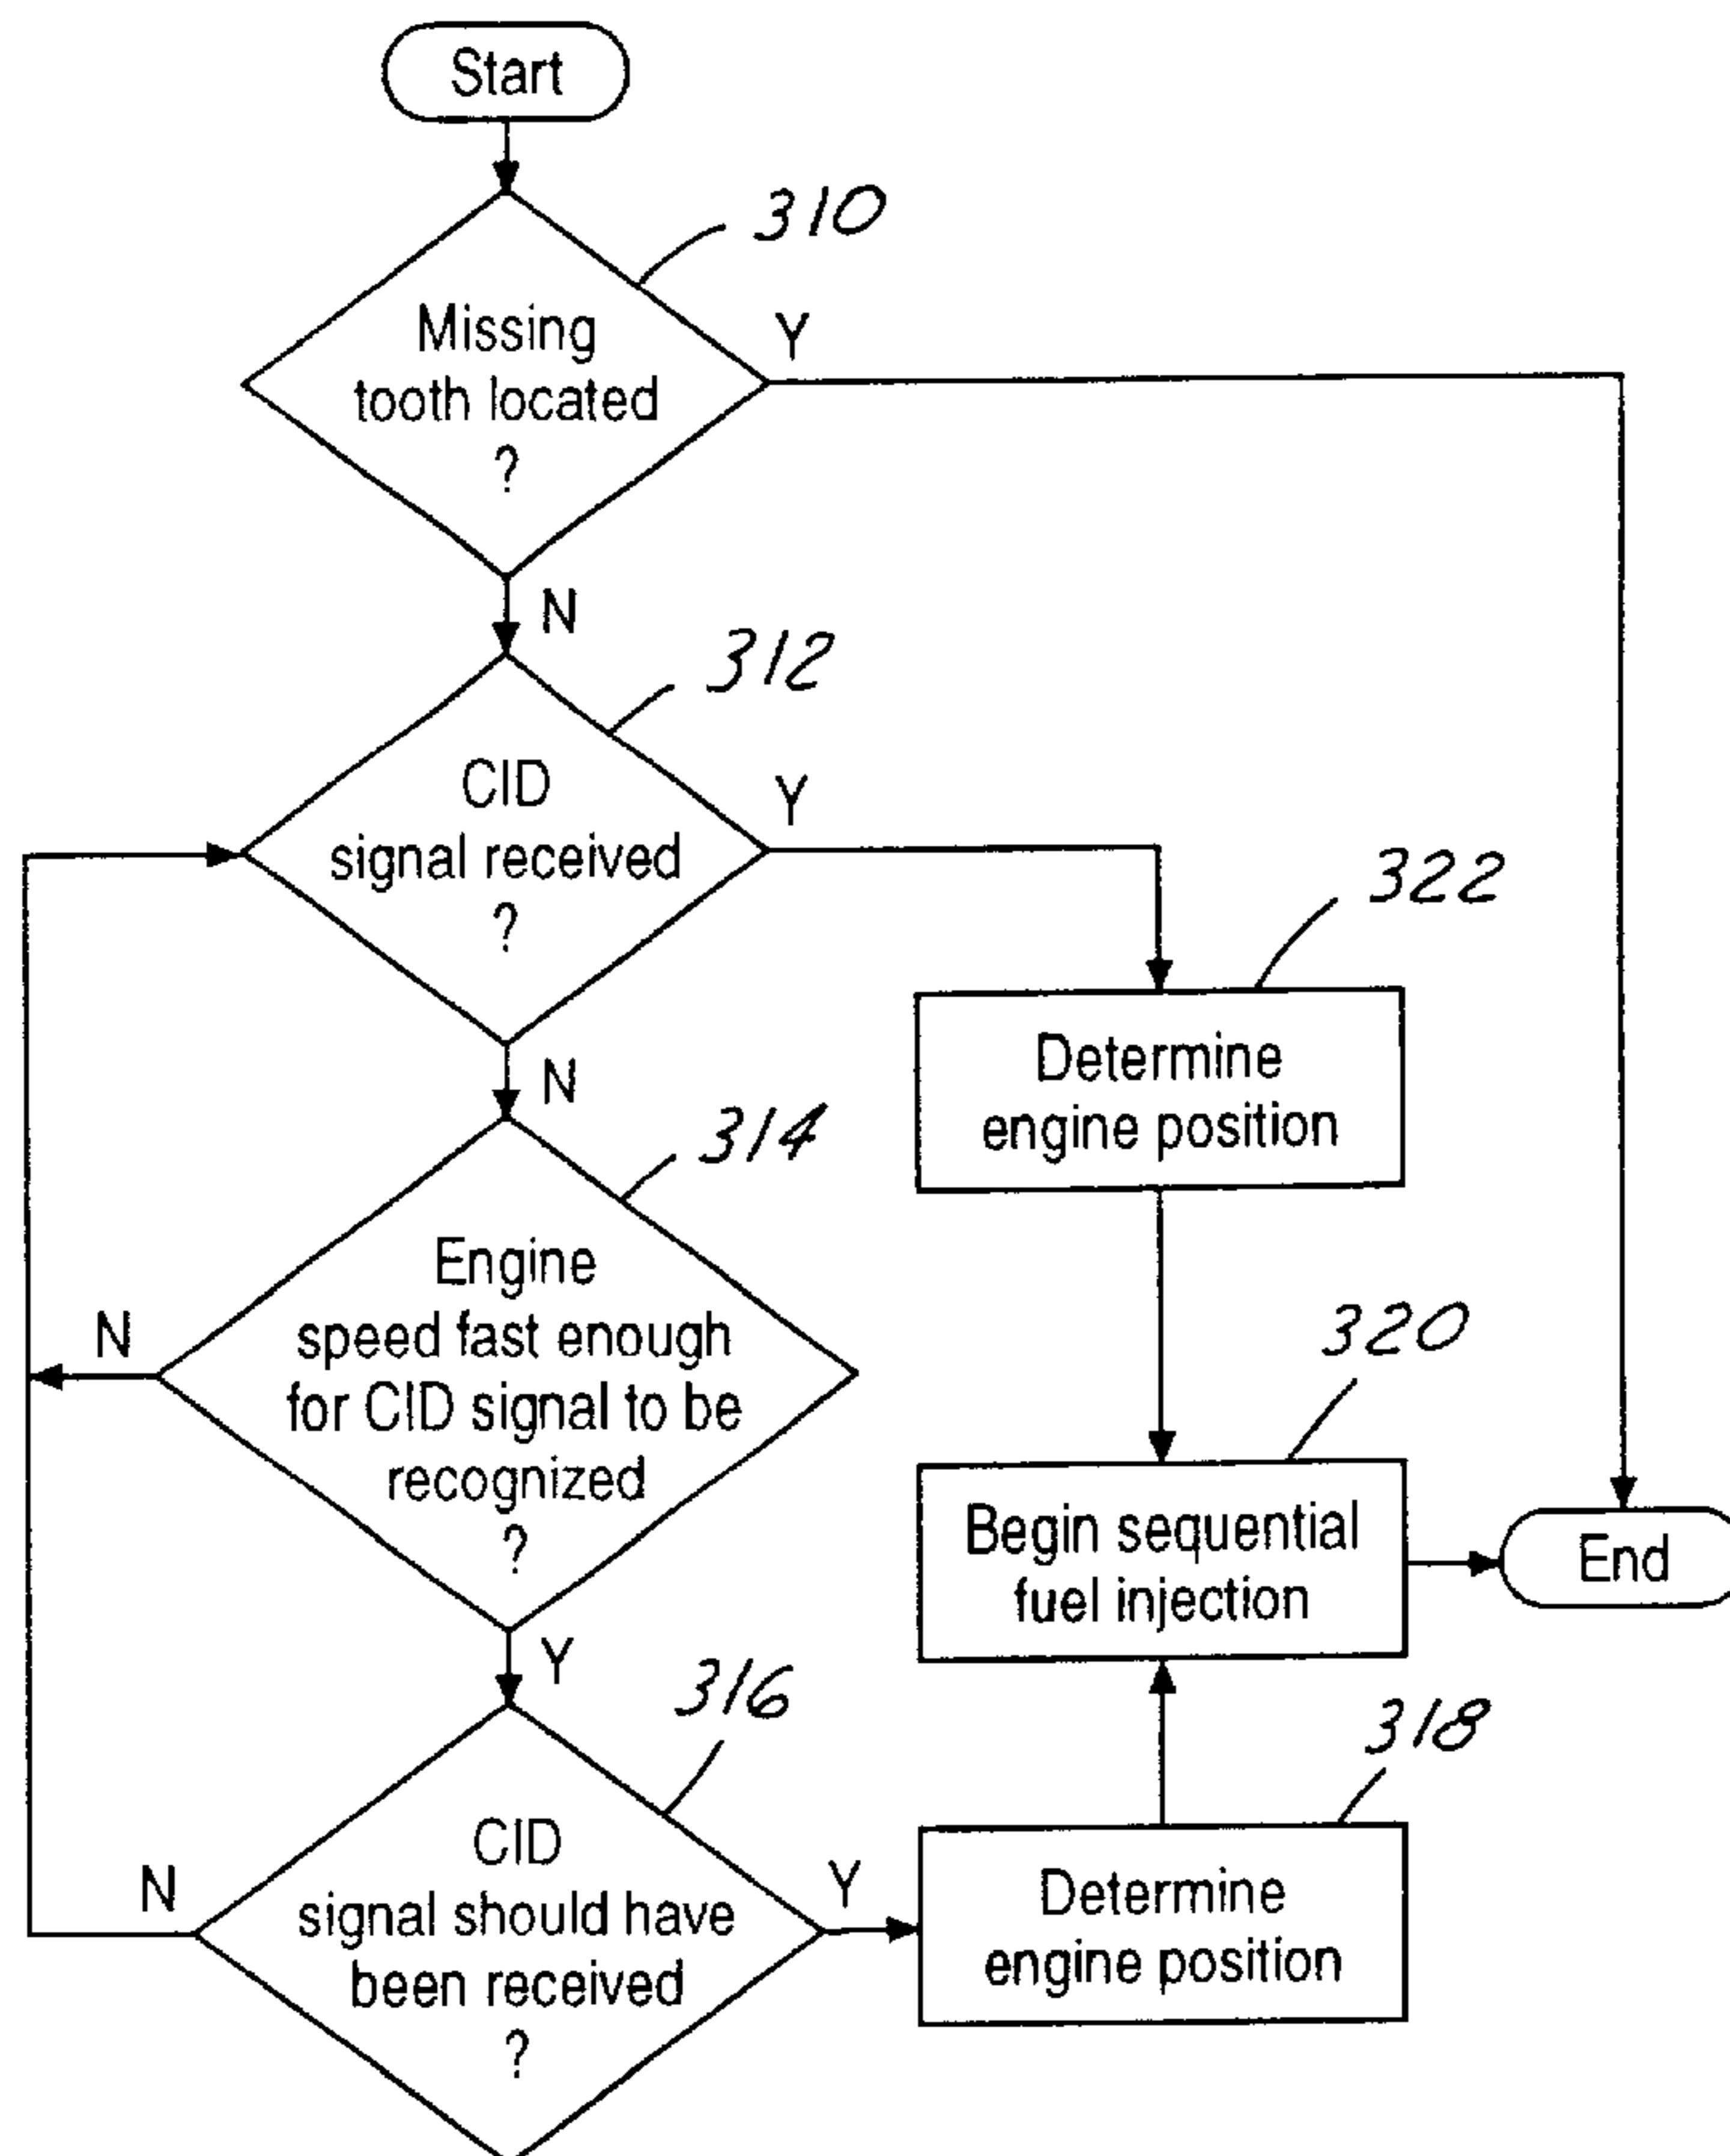 Start
310
Missing
tooth located
?
Y
N
312
CID
signal received
?
Y
N
322
Determine
engine position
314
Engine
speed fast enough
for CID signal to be
recognized
?
N
Y
320
Begin sequential
fuel injection
End
316
CID
signal should have
been received
?
N
Y
318
Determine
engine position